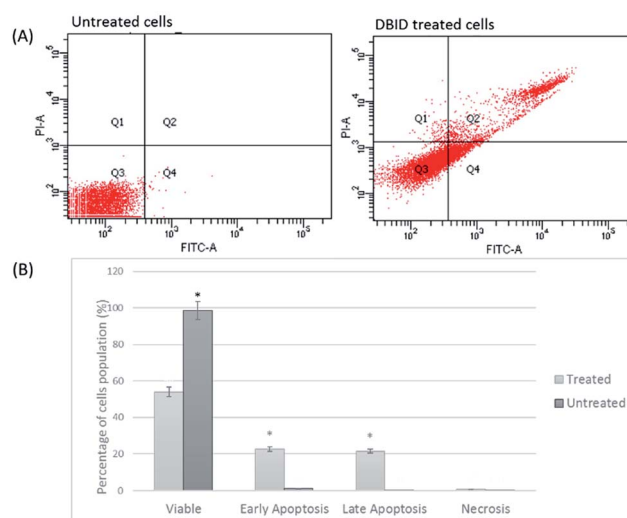 (A)
Untreated cells
DBID treated cells
PI-A
10^5
10^4
10^3
10^2
Q1
Q2
Q3
Q4
10^2
10^3
10^4
10^5
FITC-A
PI-A
10^5
10^4
10^3
10^2
Q1
Q2
Q3
Q4
10^2
10^3
10^4
10^5
FITC-A
(B)
Percentage of cells population (%)
120
100
80
60
40
20
0
*
*
*
Viable
Early Apoptosis
Late Apoptosis
Necrosis
Treated
Untreated